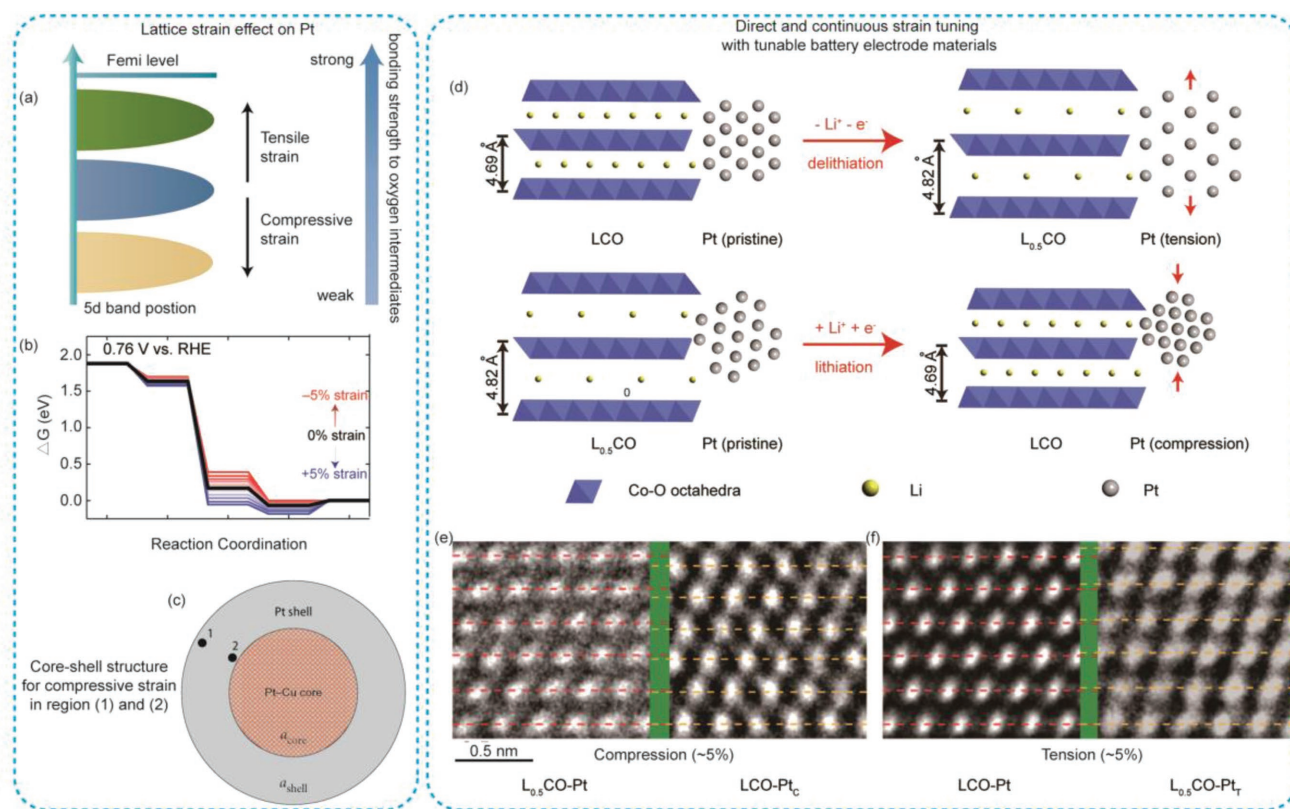 Lattice strain effect on Pt
(a)
Femi level
Tensile
strain
Compressive
strain
5d band postion
strong
weak
bonding strength to oxygen intermediates
(b)
0.76 V vs. RHE
2.0
1.5
1.0
0.5
0.0
△G (eV)
−5% strain
0% strain
+5% strain
Reaction Coordination
(c)
Pt shell
1
2
Pt–Cu core
a core
a shell
Core-shell structure
for compressive strain
in region (1) and (2)
Direct and continuous strain tuning
with tunable battery electrode materials
(d)
4.69 Å
LCO
Pt (pristine)
- Li⁺ - e⁻
delithiation
4.82 Å
L₀.₅CO
Pt (tension)
4.82 Å
0
L₀.₅CO
Pt (pristine)
+ Li⁺ + e⁻
lithiation
4.69 Å
LCO
Pt (compression)
Co-O octahedra
Li
Pt
(e)
0.5 nm
Compression (~5%)
L₀.₅CO-Pt
LCO-Pt_C
(f)
Tension (~5%)
LCO-Pt
L₀.₅CO-Pt_T